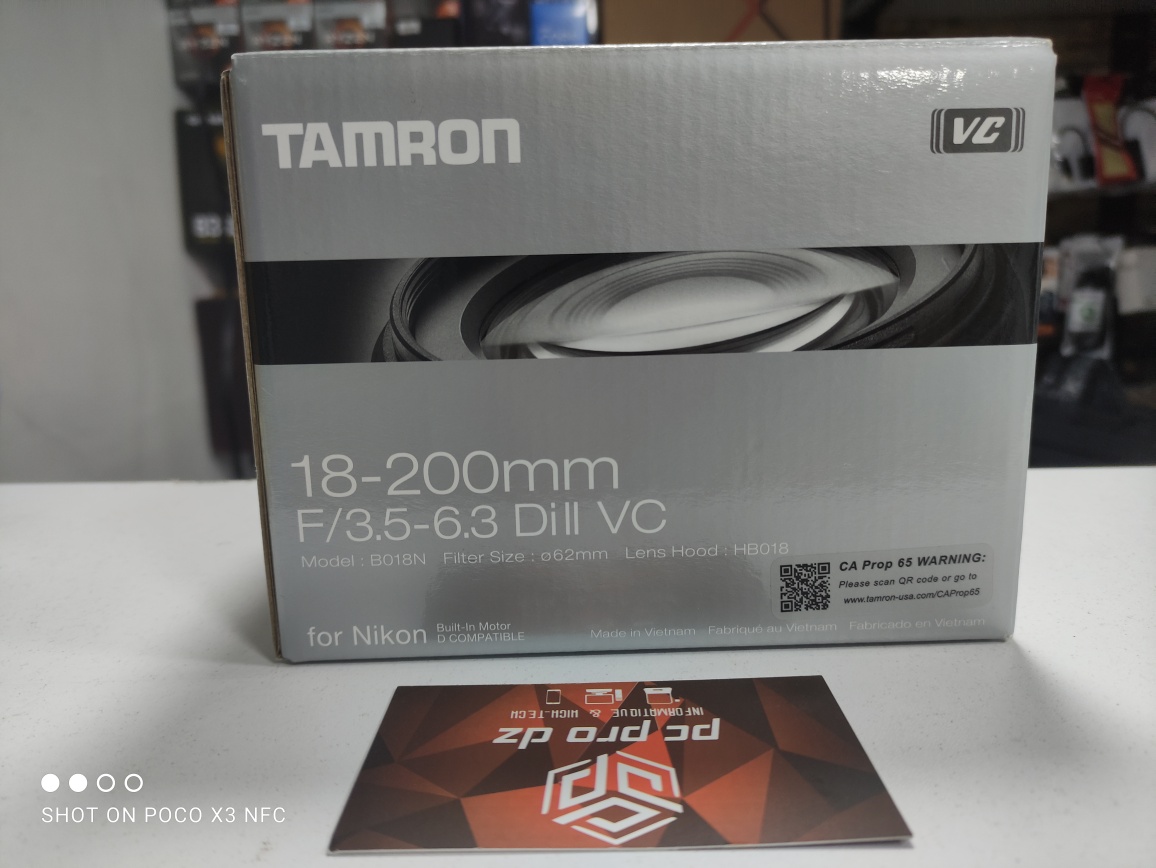 TAMRON
VC
18-200mm
F/3.5-6.3 DiII VC
Model : B018N Filter Size : ø62mm Lens Hood : HB018
CA Prop 65 WARNING:
Please scan QR code or go to
www.tamron-usa.com/CAProp65
for Nikon
Built-In Motor
D COMPATIBLE
Made in Vietnam Fabriqué au Vietnam Fabricado en Vietnam
pc pro dz
INFORMATIQUE & HIGH-TECH
SHOT ON POCO X3 NFC